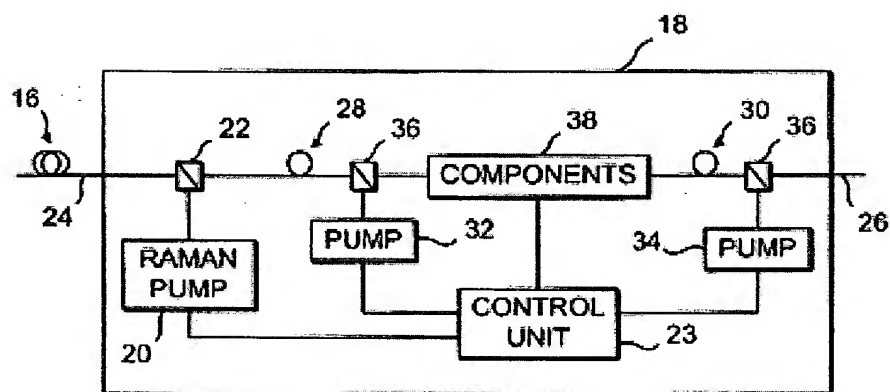 18
16
22
28
36
38
30
36
COMPONENTS
24
26
PUMP
32
34
PUMP
RAMAN
PUMP
CONTROL
UNIT
20
23